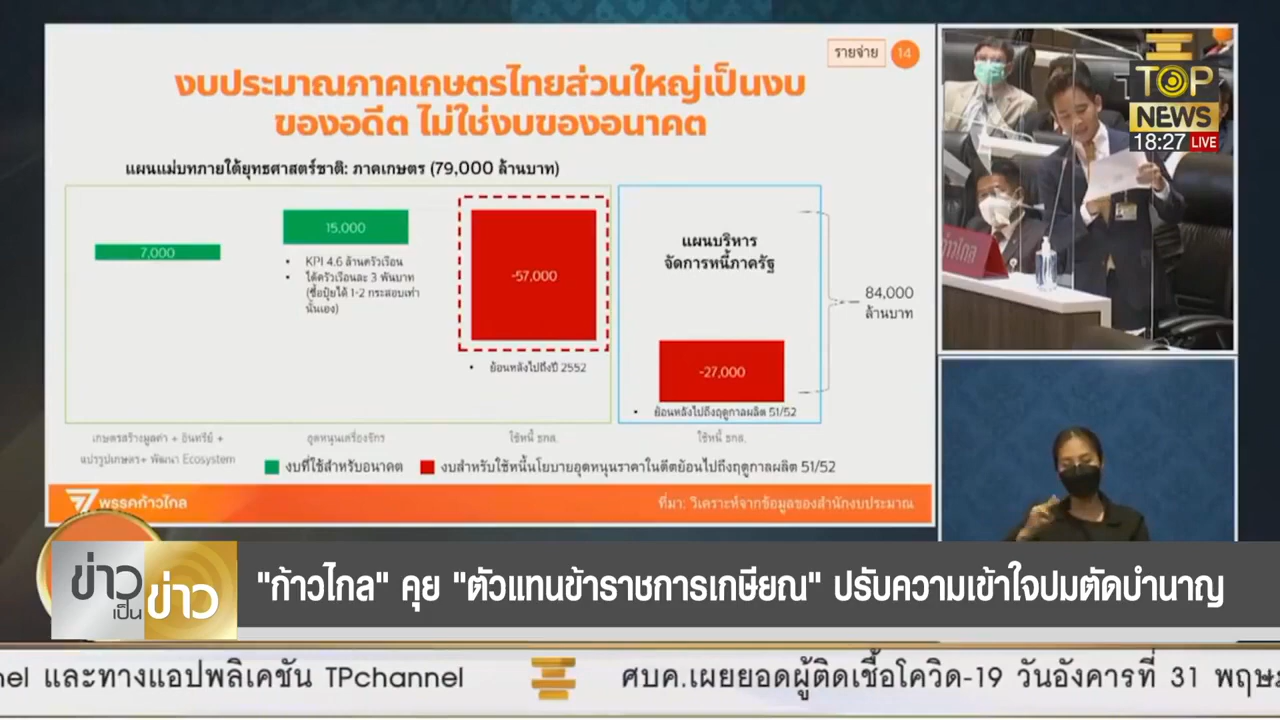 รายจ่าย 14
งบประมาณภาคเกษตรไทยส่วนใหญ่เป็นงบ
ของอดีต ไม่ใช่งบของอนาคต
แผนแม่บทภายใต้ยุทธศาสตร์ชาติ: ภาคเกษตร (79,000 ล้านบาท)
7,000
15,000
• KPI 4.6 ล้านครัวเรือน
• ได้ครัวเรือนละ 3 พันบาท
(ซื้อปุ๋ยได้ 1-2 กระสอบเท่า
นั้นเอง)
-57,000
• ย้อนหลังไปถึงปี 2552
แผนบริหาร
จัดการหนี้ภาครัฐ
-27,000
• ย้อนหลังไปถึงฤดูกาลผลิต 51/52
84,000
ล้านบาท
เกษตรสร้างมูลค่า + อินทรีย์ +
แปรรูปเกษตร+ พัฒนา Ecosystem
อุดหนุนเครื่องจักร
ใช้หนี้ ธกส.
ใช้หนี้ ธกส.
งบที่ใช้สำหรับอนาคต
งบสำหรับใช้หนี้นโยบายอุดหนุนราคาในดีตย้อนไปถึงฤดูกาลผลิต 51/52
พรรคก้าวไกล
ที่มา: วิเคราะห์จากข้อมูลของสำนักงบประมาณ
TOP
NEWS
18:27 LIVE
ก้าวไกล
ข่าว
เป็น
ข่าว
"ก้าวไกล" คุย "ตัวแทนข้าราชการเกษียณ" ปรับความเข้าใจปมตัดบำนาญ
nel และทางแอปพลิเคชัน TPchannel
ศบค.เผยยอดผู้ติดเชื้อโควิด-19 วันอังคารที่ 31 พฤษภ